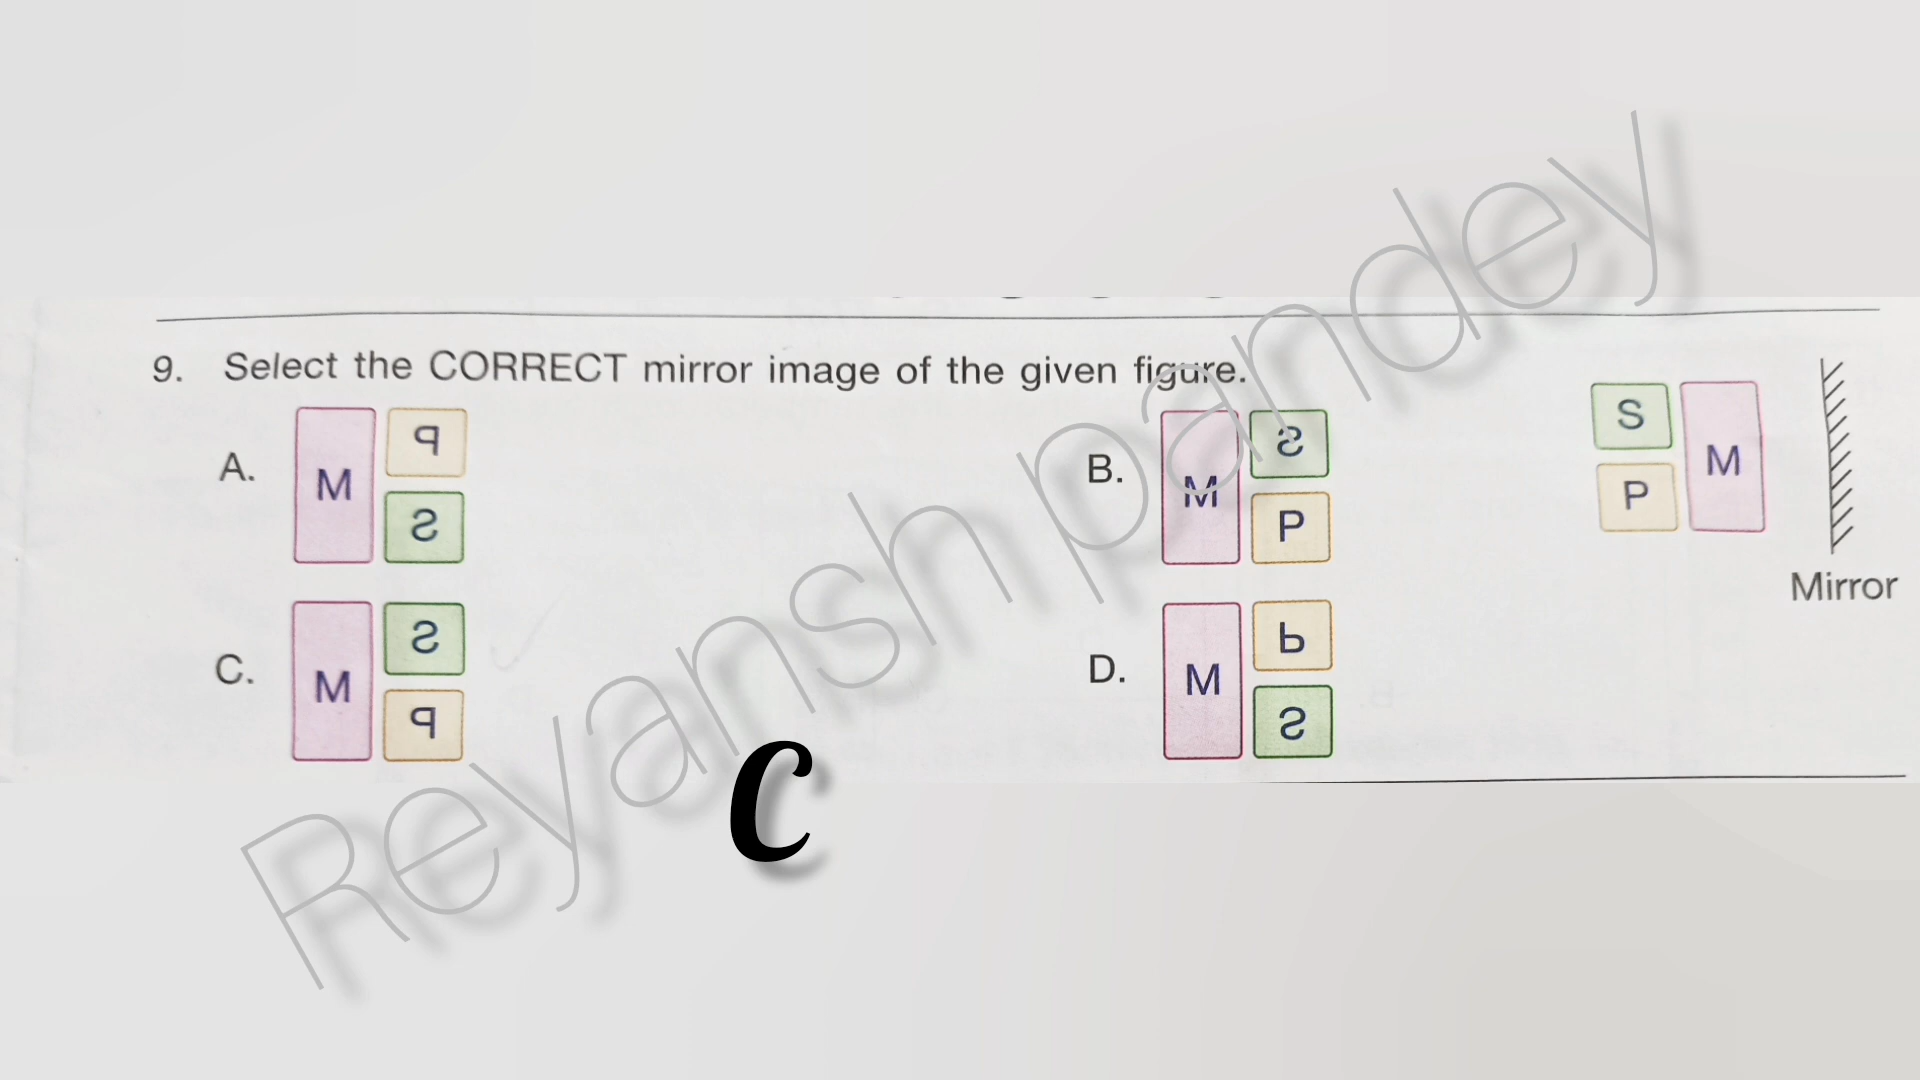 9. Select the CORRECT mirror image of the given figure.
A. M ꟼ Ƨ
B. M Ƨ P
S P M
Mirror
C. M Ƨ ꟼ
D. M Ь Ƨ
C
Reyansh pandey